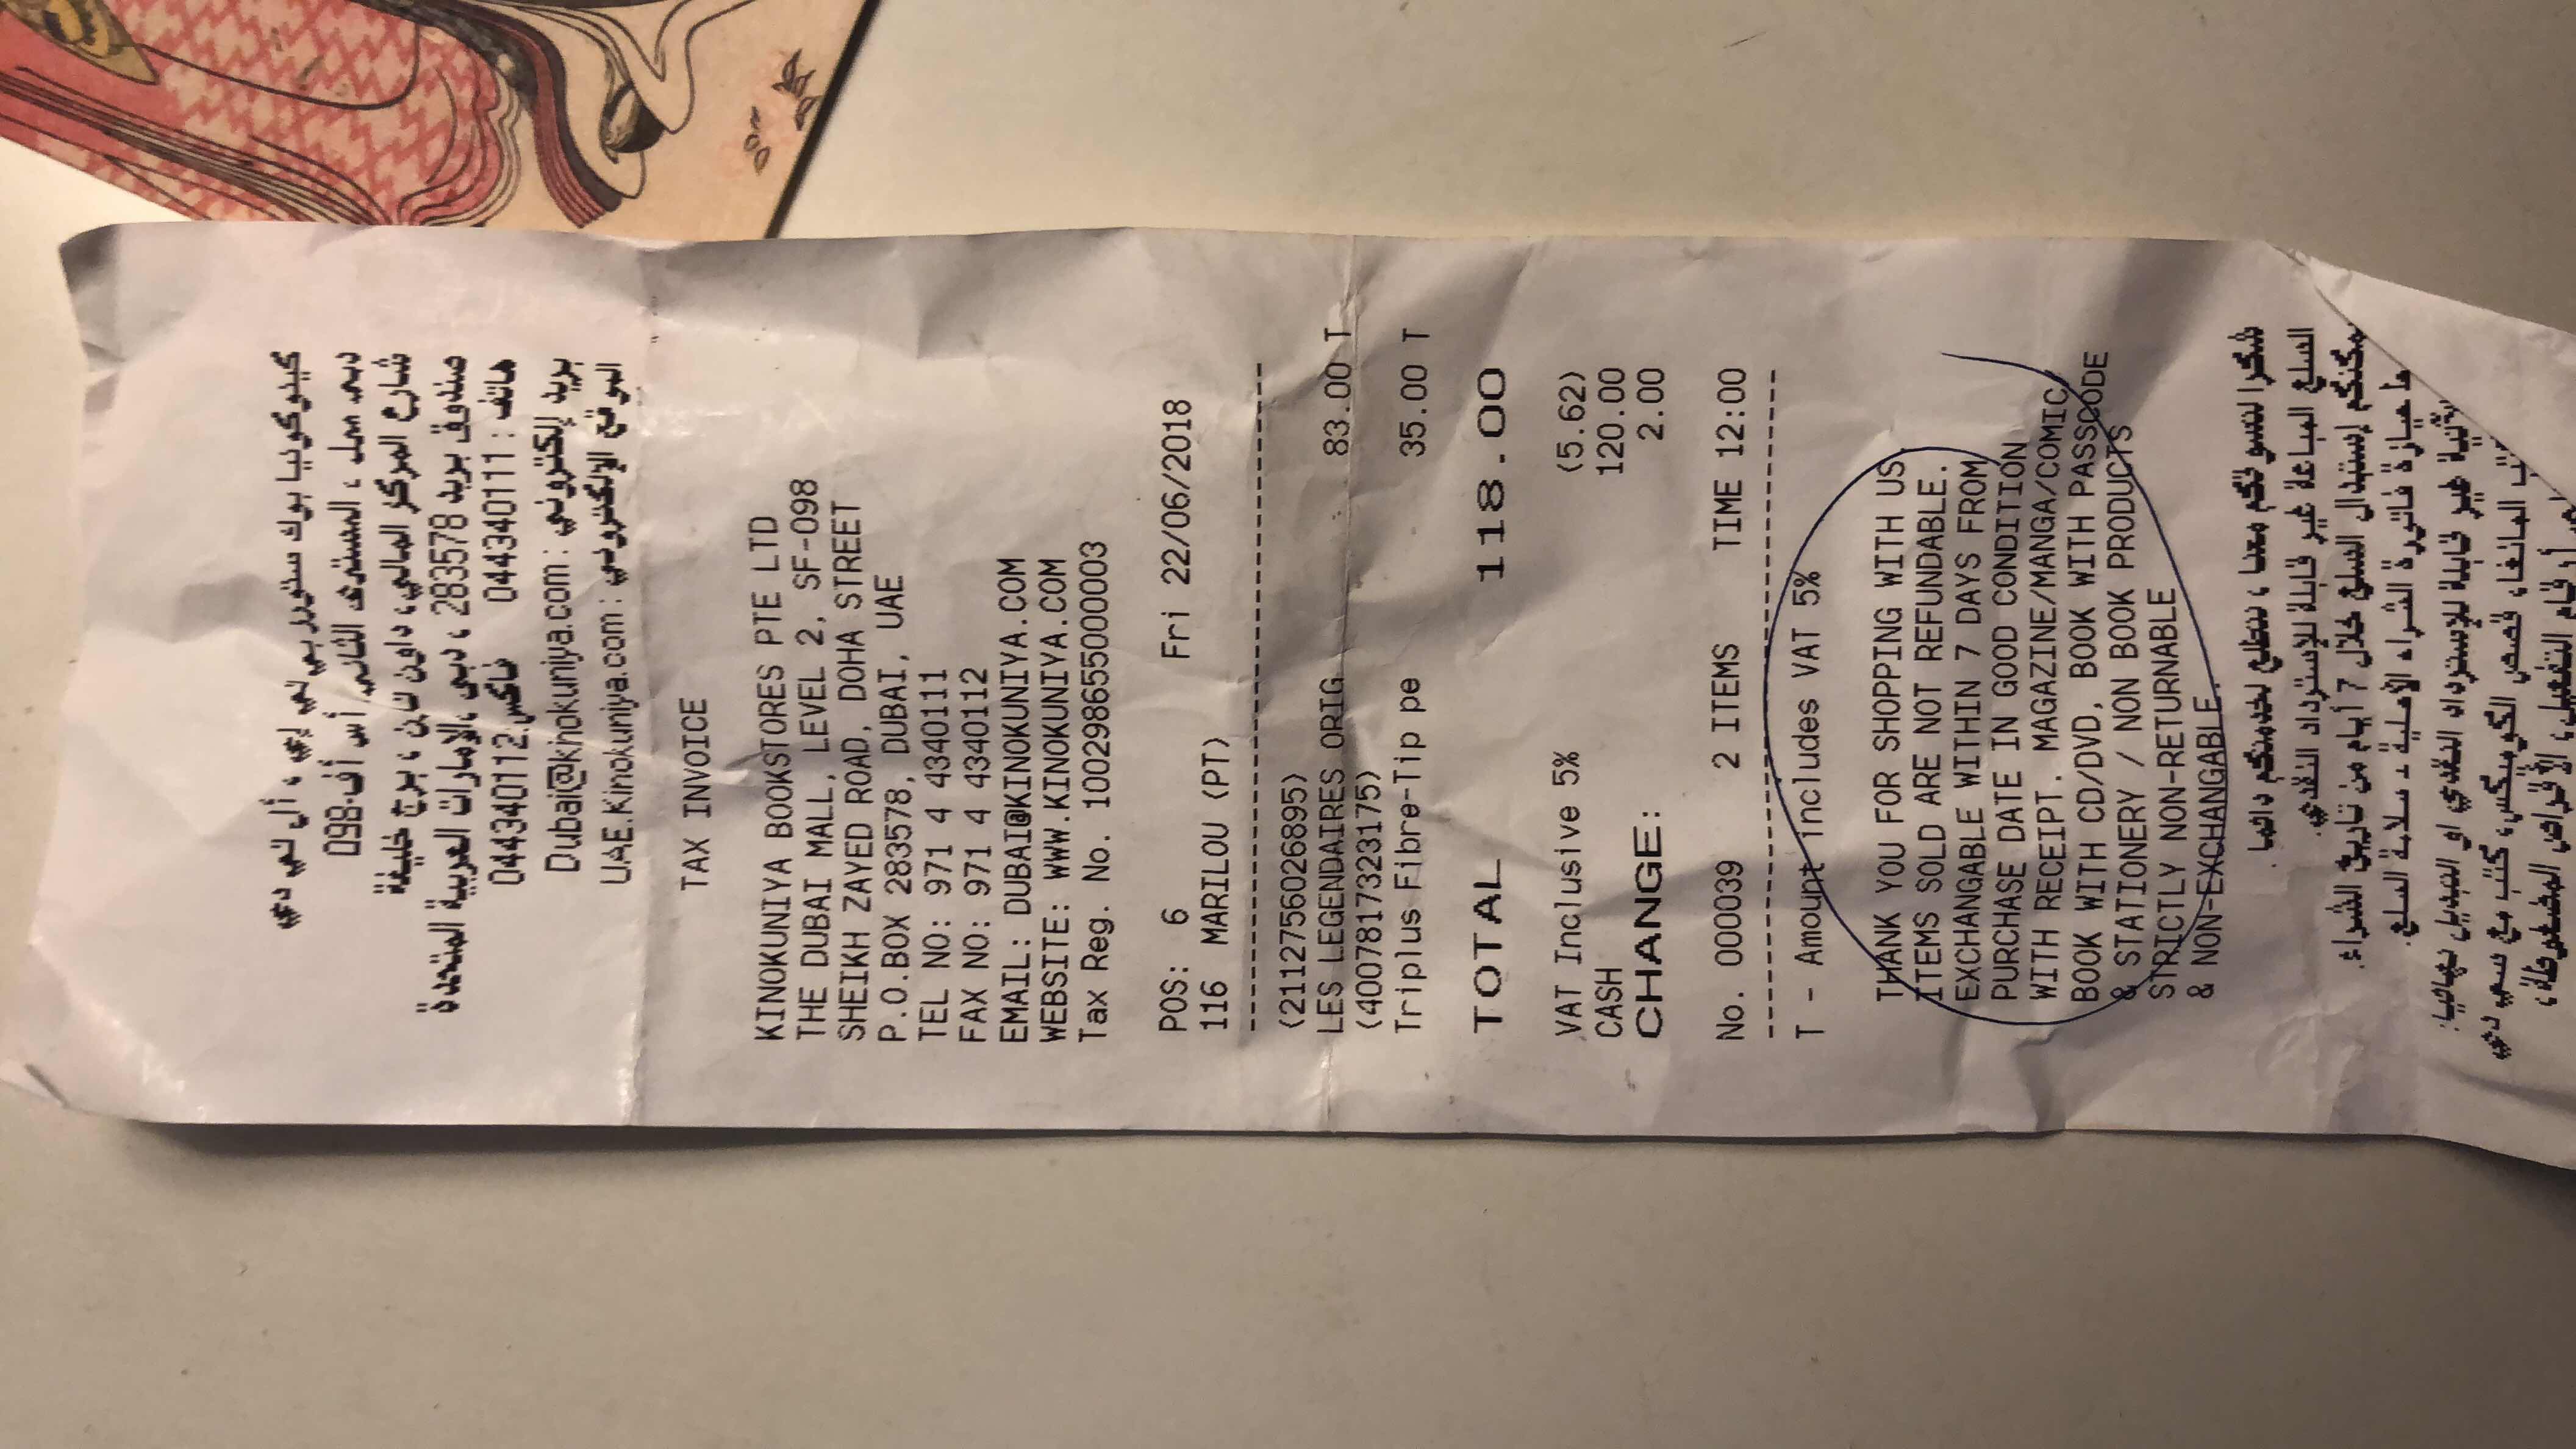 كينوكونيا بوك ستورز بي تي إي ، أل تي دي
دبي مول ، المستوى الثاني أس أف-098
شارع المركز المالي، داون تاون ، برج خليفة
صندوق بريد 283578 ، دبي ،الإمارات العربية المتحدة
هاتف : 044340111 فاكس:044340112
بريد إلكتروني : Dubai@kinokuniya.com
الموقع الإلكتروني : UAE.Kinokuniya.com
TAX INVOICE
KINOKUNIYA BOOKSTORES PTE LTD
THE DUBAI MALL, LEVEL 2, SF-098
SHEIKH ZAYED ROAD, DOHA STREET
P.O.BOX 283578, DUBAI, UAE
TEL NO: 971 4 4340111
FAX NO: 971 4 4340112
EMAIL: DUBAI@KINOKUNIYA.COM
WEBSITE: WWW.KINOKUNIYA.COM
Tax Reg. No. 100298655000003
POS: 6 Fri 22/06/2018
116 MARILOU (PT)
(2112756026895)
LES LEGENDAIRES ORIG 83.00 T
(4007817323175)
Triplus Fibre-Tip pe 35.00 T
TOTAL 118.00
VAT Inclusive 5% (5.62)
CASH 120.00
CHANGE: 2.00
No. 000039 2 ITEMS TIME 12:00
T - Amount includes VAT 5%
THANK YOU FOR SHOPPING WITH US.
ITEMS SOLD ARE NOT REFUNDABLE.
EXCHANGABLE WITHIN 7 DAYS FROM
PURCHASE DATE IN GOOD CONDITION
WITH RECEIPT. MAGAZINE/MANGA/COMIC/
BOOK WITH CD/DVD, BOOK WITH PASSCODE
& STATIONERY / NON BOOK PRODUCTS
STRICTLY NON-RETURNABLE
& NON-EXCHANGABLE.
شكرا لتسوقكم معنا ، نتطلع لخدمتكم دائما .
السلع المباعة غير قابلة للإسترداد النقدي.
يمكنكم إستبدال السلع خلال 7 أيام من تاريخ الشراء.
حيازة فاتورة الشراء الأصلية - سلامة السلع.
غير قابلة للإسترداد النقدي او التبديل نهائيا:
المانغا، قصص الكوميكس، كتب مع سي دي
أرقام التفعيل، الأقراص المضغوطة،